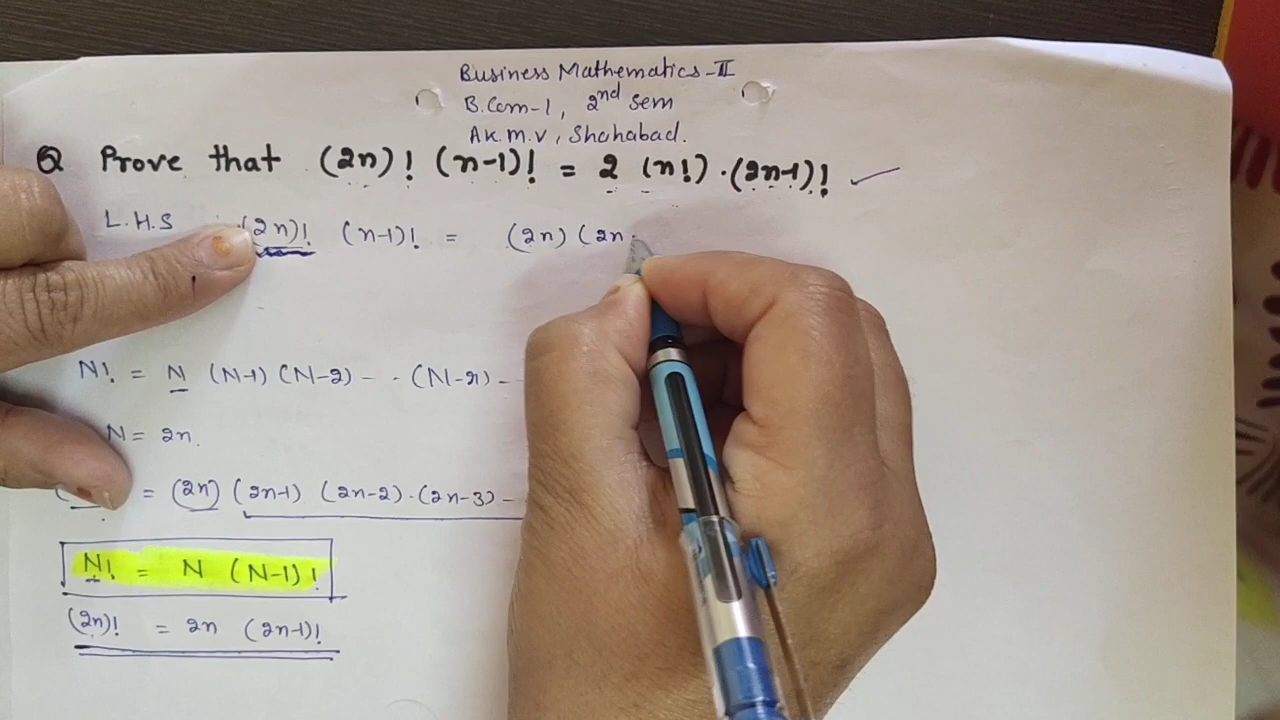 Business Mathematics-II
B.Com-1, 2nd Sem
A.K.M.V, Shahabad.
Q Prove that (2n)! (n-1)! = 2 (n!) · (2n-1)!
L.H.S (2n)! (n-1)! = (2n) (2n
N! = N (N-1) (N-2) - - (N-r) -
N = 2n.
= (2n) (2n-1) (2n-2)·(2n-3) -
N! = N (N-1)!
(2n)! = 2n (2n-1)!